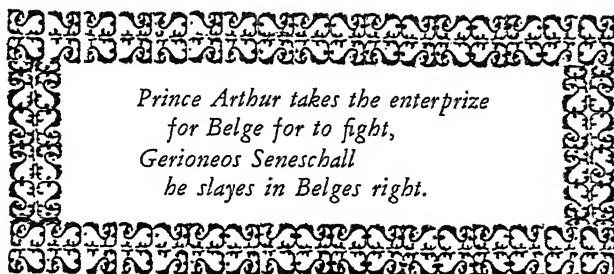 Prince Arthur takes the enterprize
for Belge for to fight,
Gerioneos Seneschall
he slayes in Belges right.